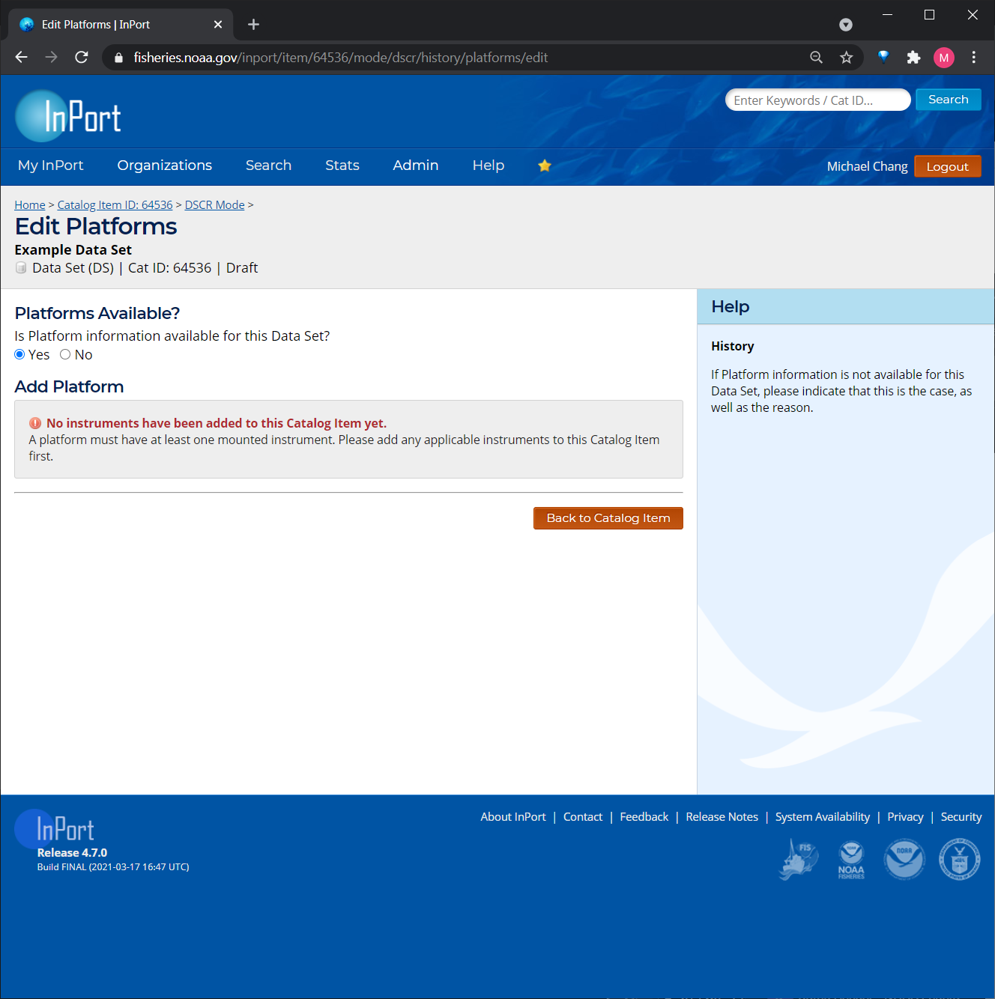 Edit Platforms | InPort
fisheries.noaa.gov/inport/item/64536/mode/dscr/history/platforms/edit
M
InPort
Enter Keywords / Cat ID...
Search
My InPort
Organizations
Search
Stats
Admin
Help
Michael Chang
Logout
Home > Catalog Item ID: 64536 > DSCR Mode >
Edit Platforms
Example Data Set
Data Set (DS) | Cat ID: 64536 | Draft
Platforms Available?
Is Platform information available for this Data Set?
Yes No
Add Platform
No instruments have been added to this Catalog Item yet.
A platform must have at least one mounted instrument. Please add any applicable instruments to this Catalog Item
first.
Back to Catalog Item
Help
History
If Platform information is not available for this
Data Set, please indicate that this is the case, as
well as the reason.
InPort
Release 4.7.0
Build FINAL (2021-03-17 16:47 UTC)
About InPort | Contact | Feedback | Release Notes | System Availability | Privacy | Security
FIS
NOAA
FISHERIES
NOAA